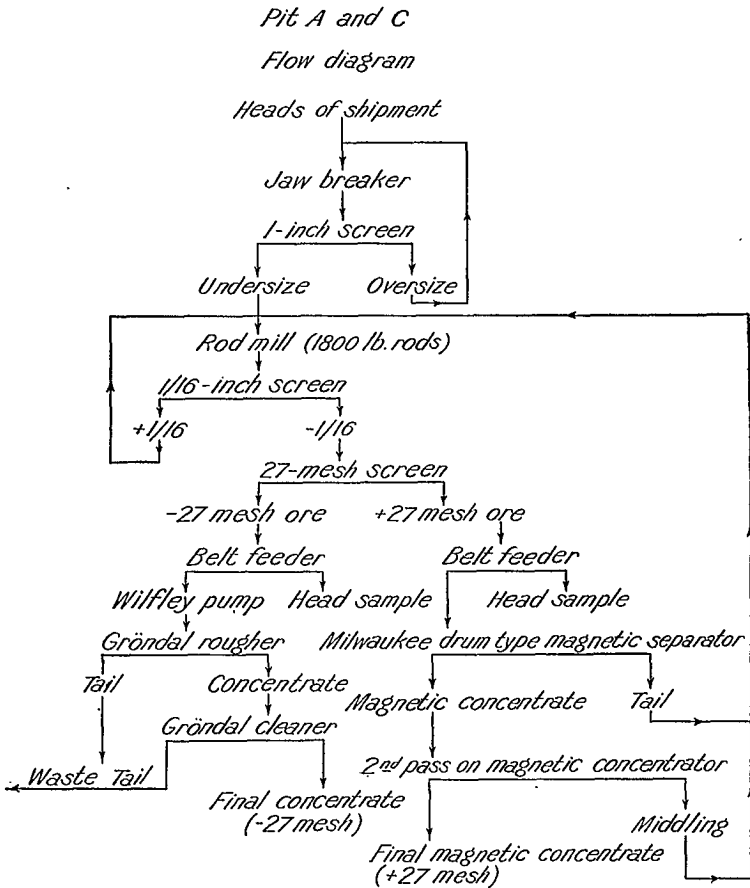 Pit A and C
Flow diagram
Heads of shipment
Jaw breaker
1-inch screen
Undersize
Oversize
Rod mill (1800 lb. rods)
1/16-inch screen
+1/16
-1/16
27-mesh screen
-27 mesh ore
+27 mesh ore
Belt feeder
Belt feeder
Wilfley pump
Head sample
Head sample
Gröndal rougher
Milwaukee drum type magnetic separator
Tail
Concentrate
Magnetic concentrate
Tail
Gröndal cleaner
Waste Tail
2nd pass on magnetic concentrator
Final concentrate
(-27 mesh)
Middling
Final magnetic concentrate
(+27 mesh)